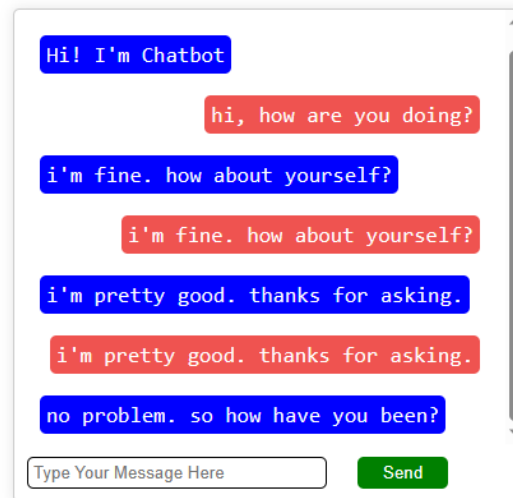 Hi! I'm Chatbot
hi, how are you doing?
i'm fine. how about yourself?
i'm fine. how about yourself?
i'm pretty good. thanks for asking.
i'm pretty good. thanks for asking.
no problem. so how have you been?
Type Your Message Here
Send